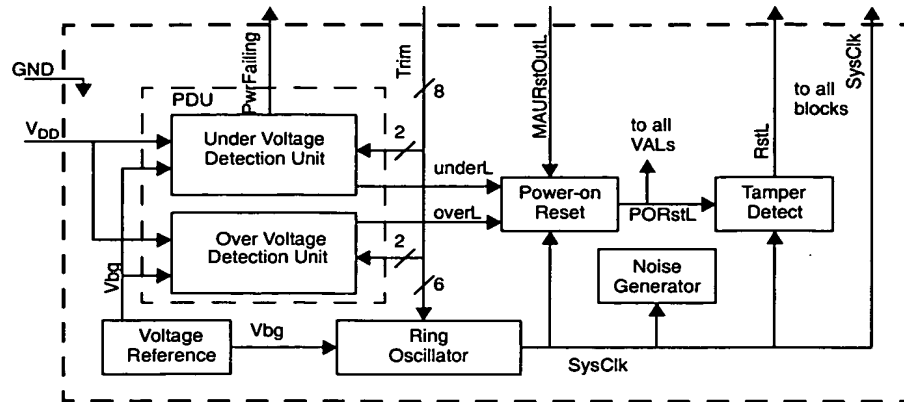 GND
VDD
PDU
PwrFailing
Trim
8
MAURstOutL
RstL
to all
blocks
SysClk
Under Voltage
Detection Unit
2
underL
to all
VALs
Power-on
Reset
PORstL
Tamper
Detect
overL
Over Voltage
Detection Unit
2
6
Vbg
Noise
Generator
Voltage
Reference
Vbg
Ring
Oscillator
SysClk